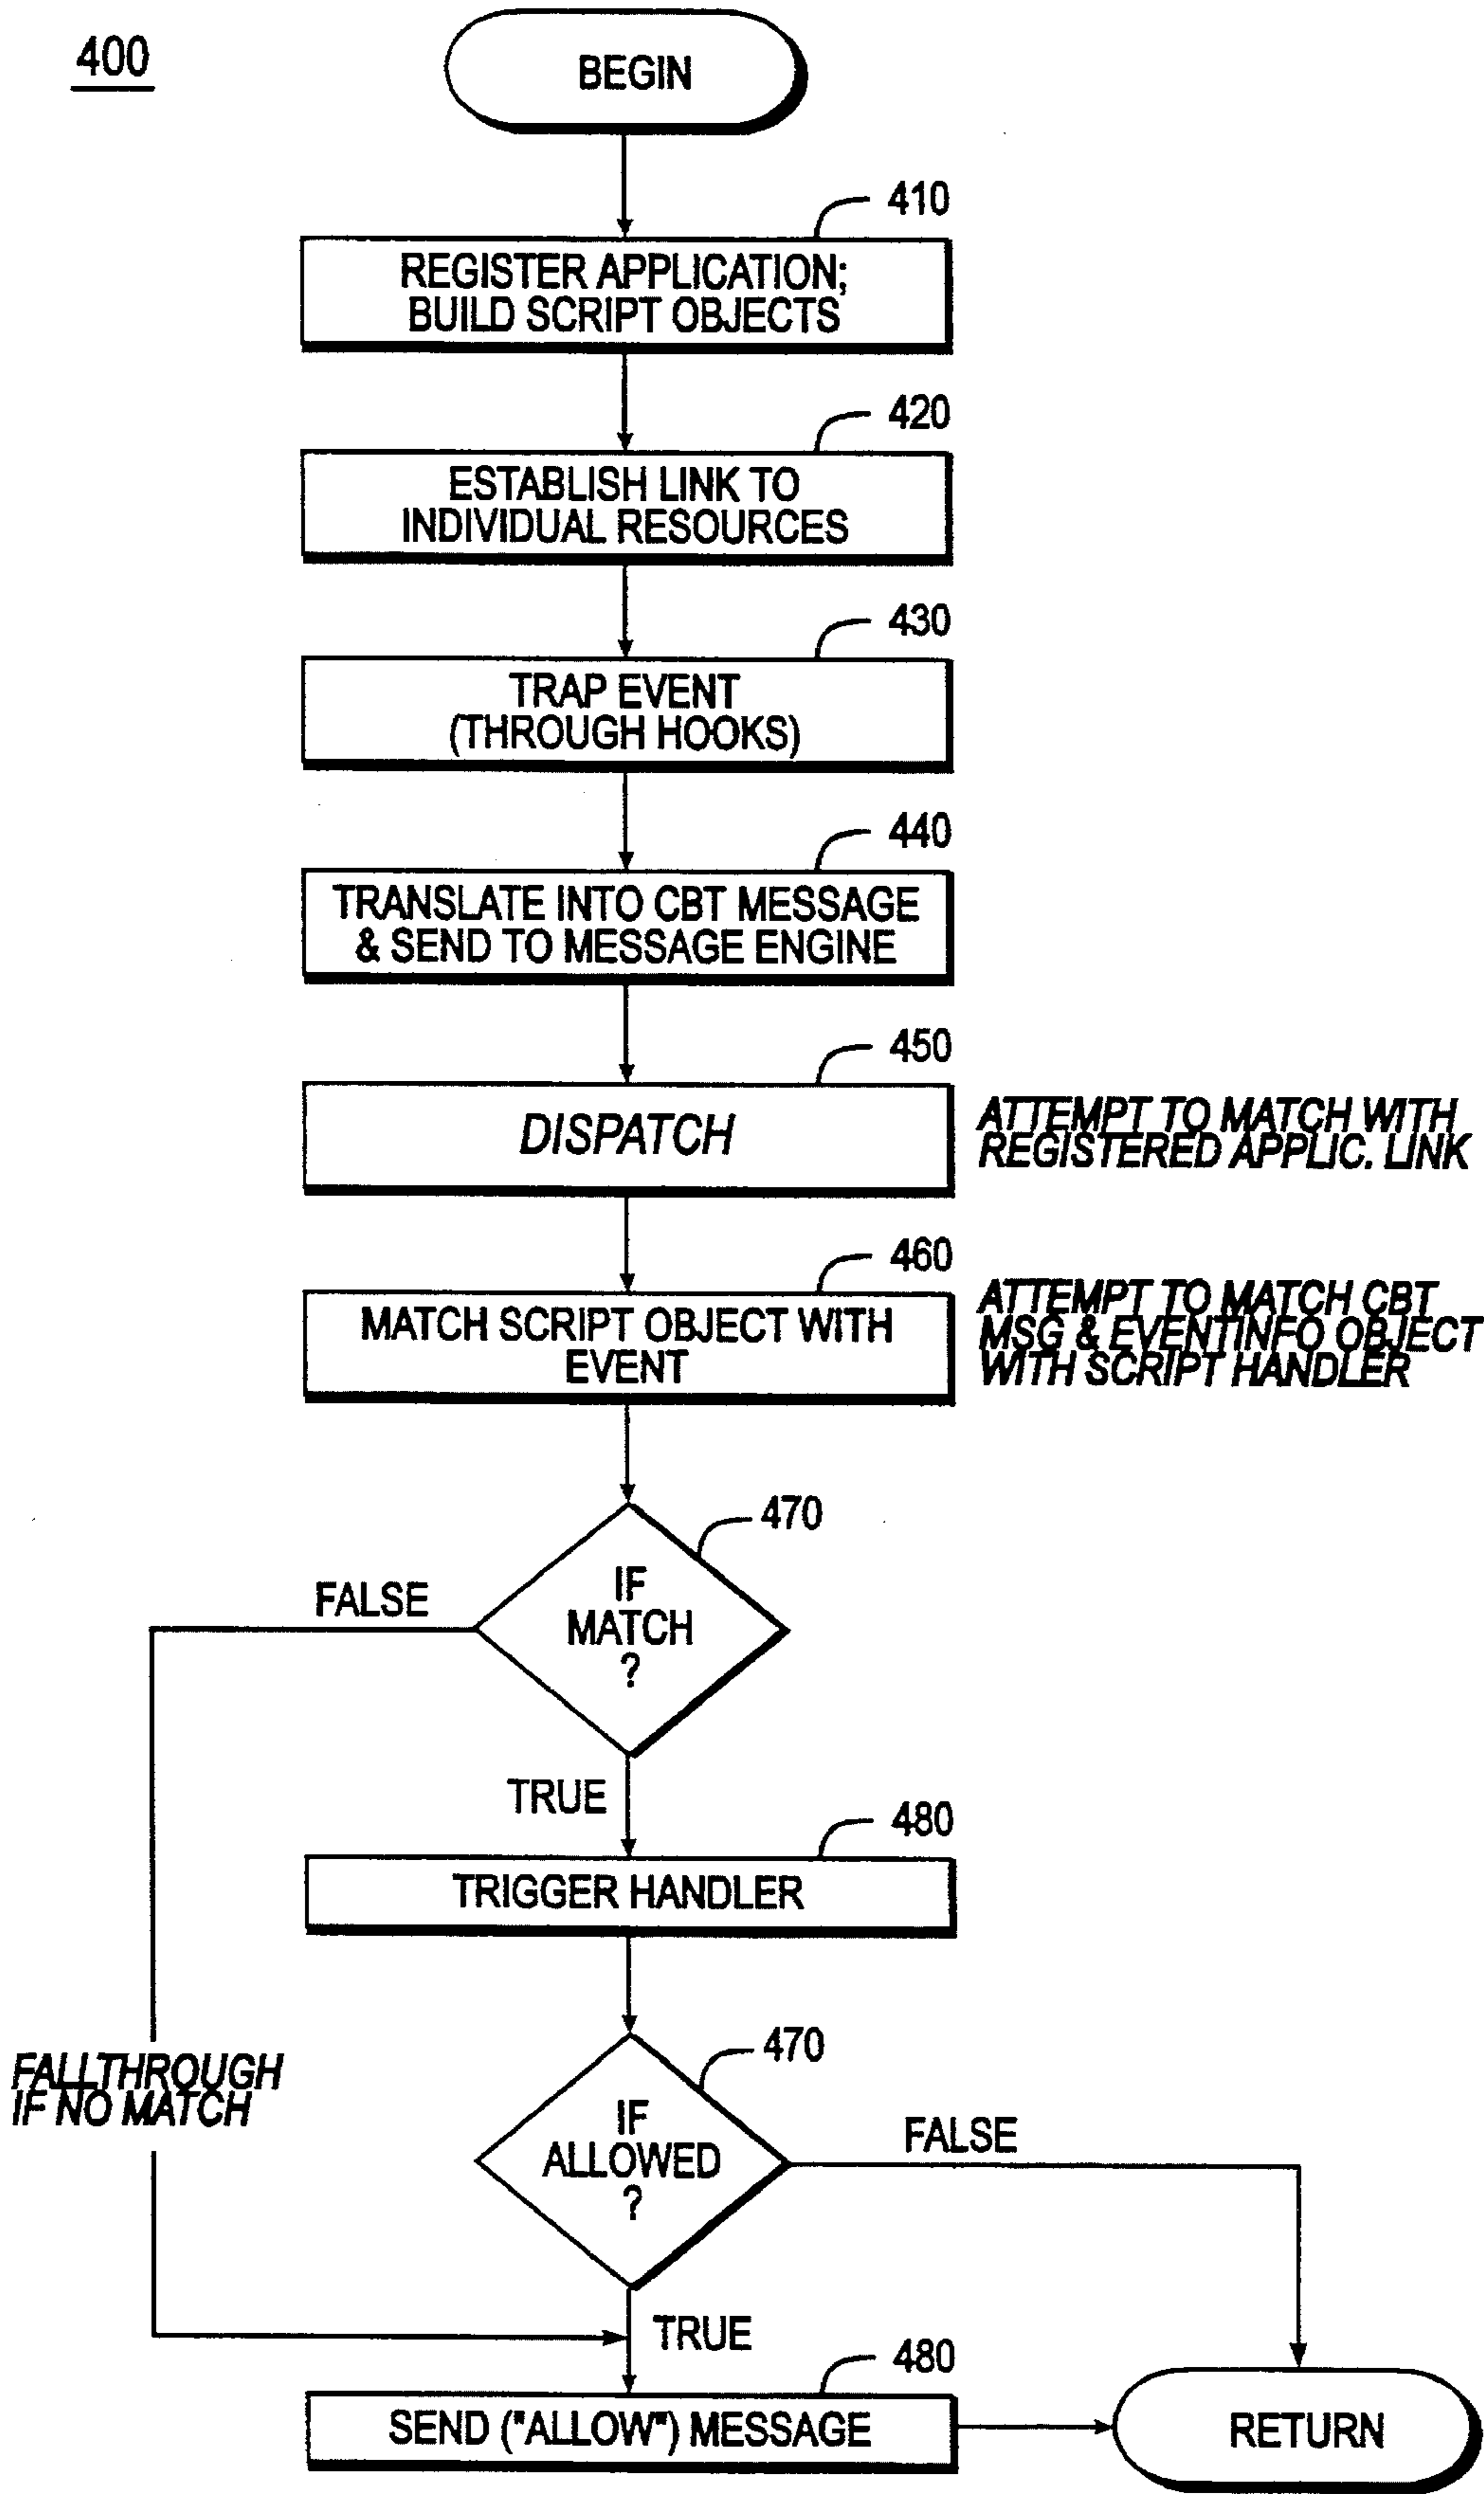 400
BEGIN
410
REGISTER APPLICATION;
BUILD SCRIPT OBJECTS
420
ESTABLISH LINK TO
INDIVIDUAL RESOURCES
430
TRAP EVENT
(THROUGH HOOKS)
440
TRANSLATE INTO CBT MESSAGE
& SEND TO MESSAGE ENGINE
450
DISPATCH
ATTEMPT TO MATCH WITH
REGISTERED APPLIC. LINK
460
MATCH SCRIPT OBJECT WITH
EVENT
ATTEMPT TO MATCH CBT
MSG & EVENTINFO OBJECT
WITH SCRIPT HANDLER
470
IF
MATCH
?
FALSE
TRUE
480
TRIGGER HANDLER
FALLTHROUGH
IF NO MATCH
470
IF
ALLOWED
?
FALSE
TRUE
480
SEND ("ALLOW") MESSAGE
RETURN